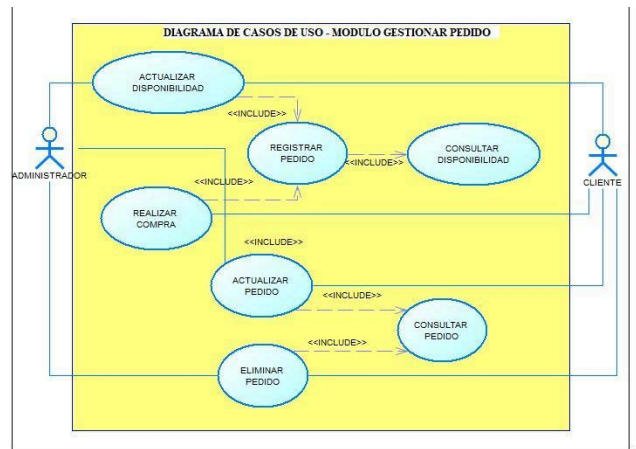 DIAGRAMA DE CASOS DE USO - MODULO GESTIONAR PEDIDO
ACTUALIZAR
DISPONIBILIDAD
<<INCLUDE>>
REGISTRAR
PEDIDO
<<INCLUDE>>
CONSULTAR
DISPONIBILIDAD
ADMINISTRADOR
CLIENTE
<<INCLUDE>>
REALIZAR
COMPRA
<<INCLUDE>>
ACTUALIZAR
PEDIDO
<<INCLUDE>>
CONSULTAR
PEDIDO
<<INCLUDE>>
ELIMINAR
PEDIDO